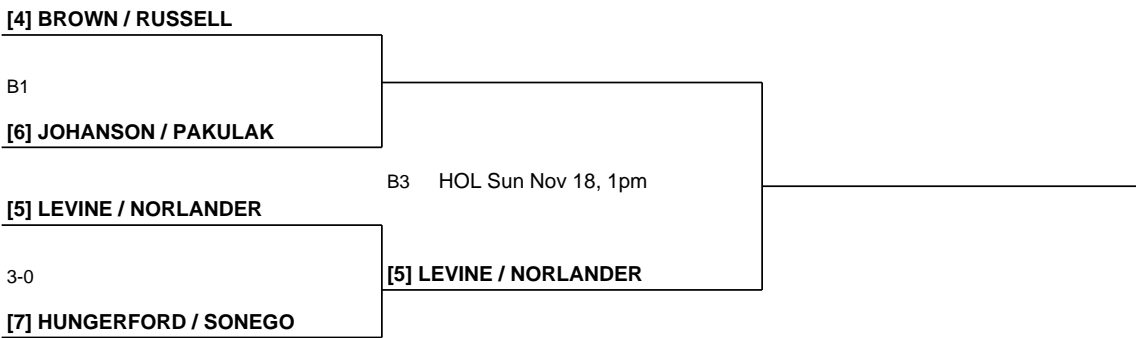 [4] BROWN / RUSSELL
B1
[6] JOHANSON / PAKULAK
B3 HOL Sun Nov 18, 1pm
[5] LEVINE / NORLANDER
3-0
[5] LEVINE / NORLANDER
[7] HUNGERFORD / SONEGO